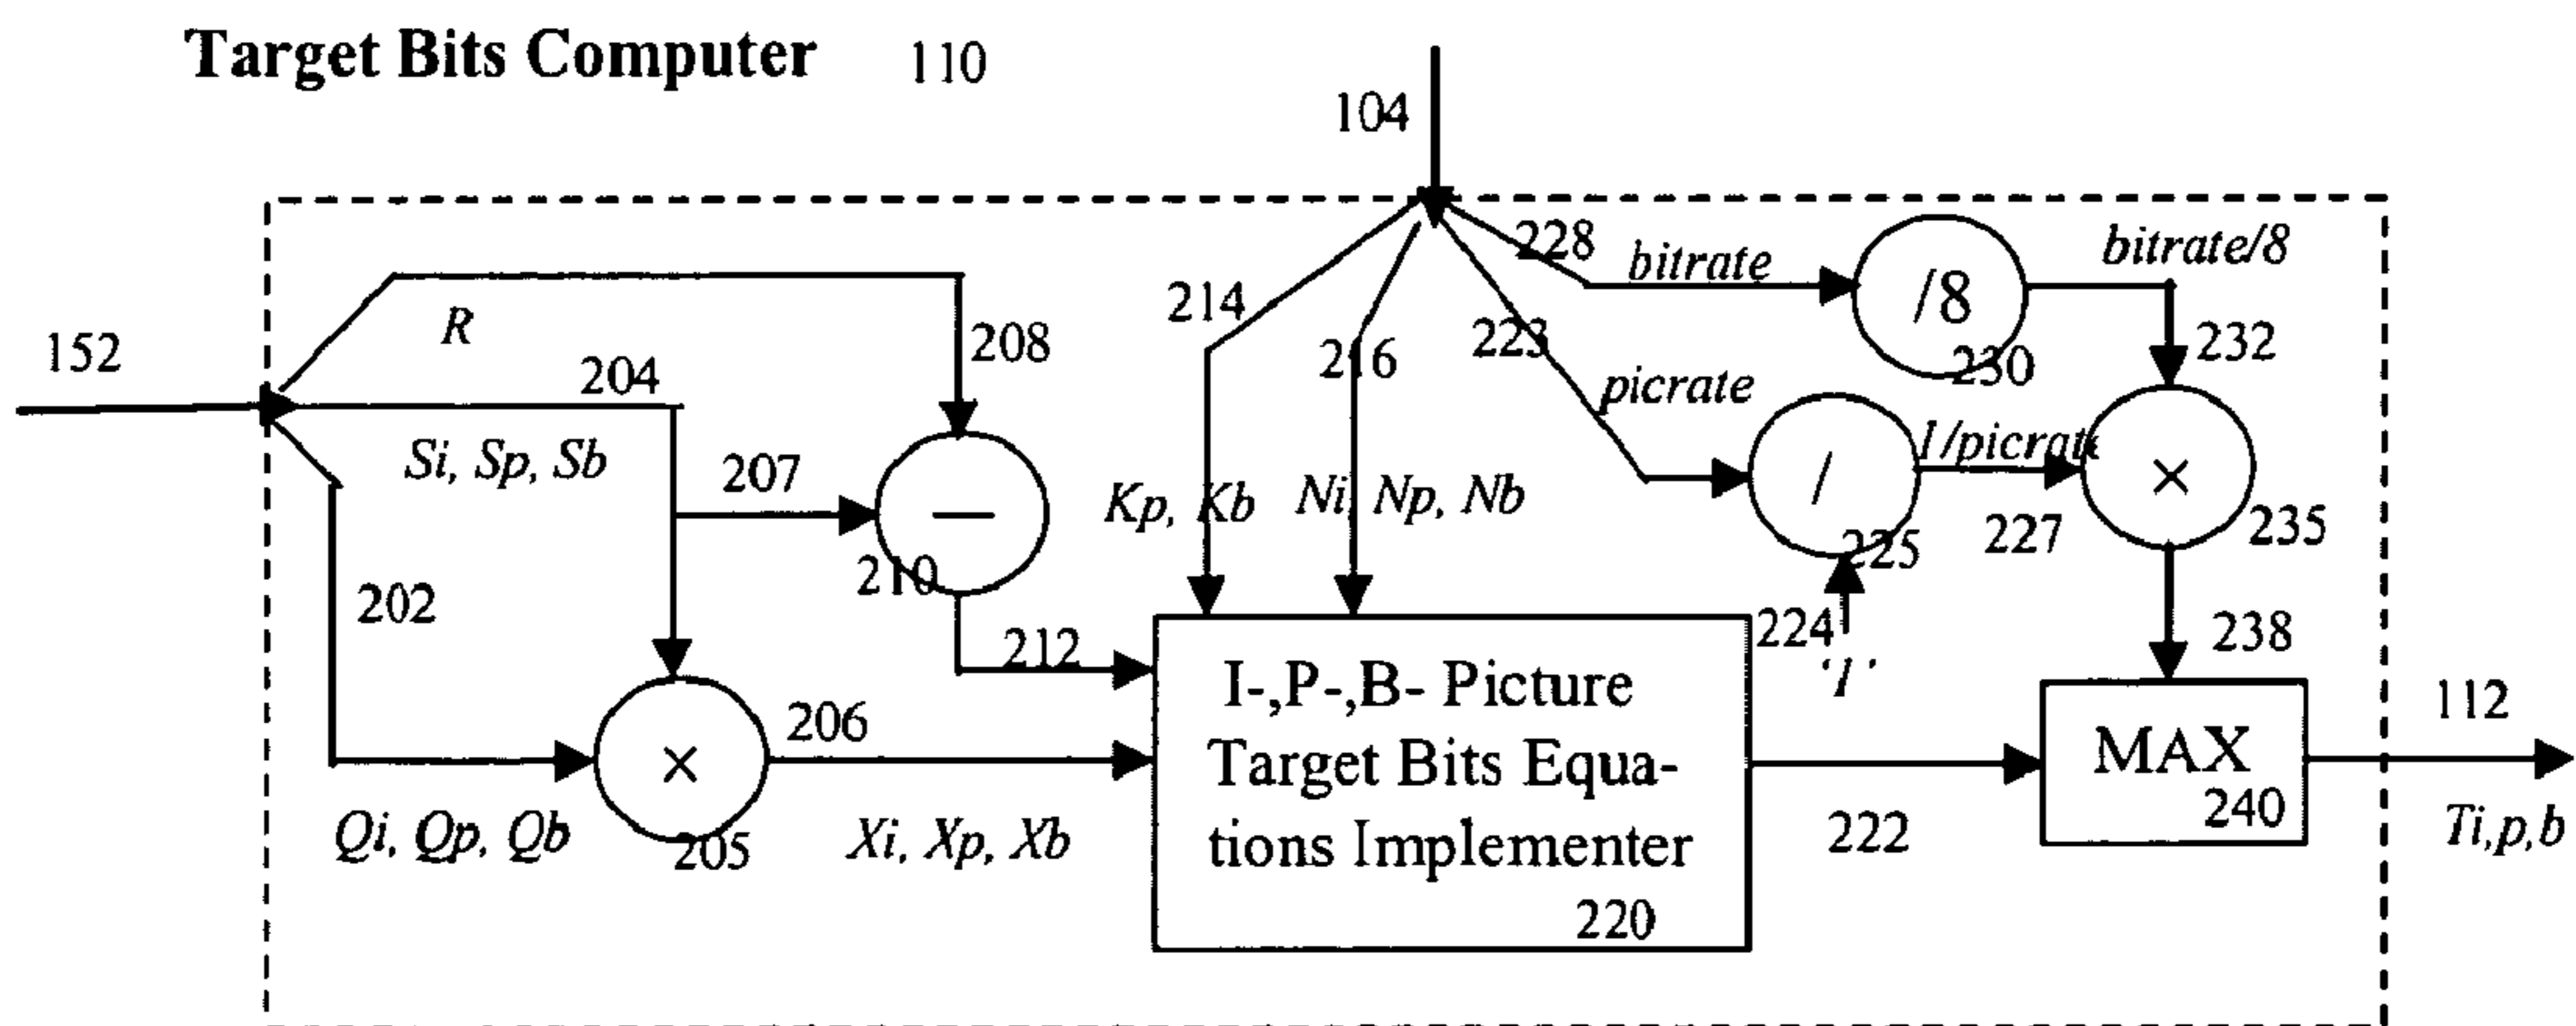 Target Bits Computer 110
104
228 bitrate
bitrate/8
/8
230
214
R
208
152
204
216
223
232
picrate
1/picrate
/
×
Si, Sp, Sb
207
Kp, Kb
Ni, Np, Nb
—
210
225
227
235
202
224
'1'
212
238
206
×
205
Qi, Qp, Qb
Xi, Xp, Xb
I-,P-,B- Picture
Target Bits Equa-
tions Implementer
220
222
MAX
240
112
Ti,p,b